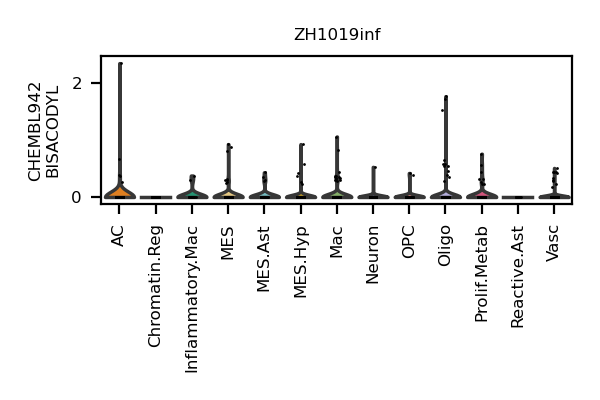 ZH1019inf
CHEMBL942
BISACODYL
2
0
AC
Chromatin.Reg
Inflammatory.Mac
MES
MES.Ast
MES.Hyp
Mac
Neuron
OPC
Oligo
Prolif.Metab
Reactive.Ast
Vasc